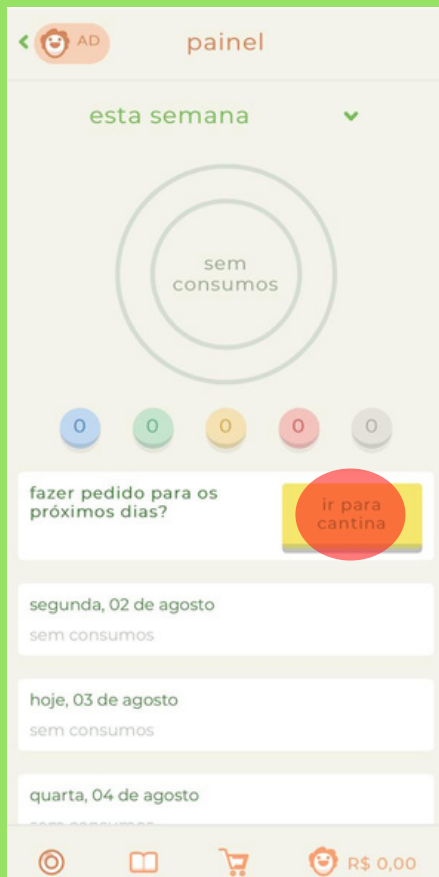 AD
painel
esta semana
sem
consumos
0 0 0 0 0
fazer pedido para os
próximos dias?
ir para
cantina
segunda, 02 de agosto
sem consumos
hoje, 03 de agosto
sem consumos
quarta, 04 de agosto
sem consumos
R$ 0,00